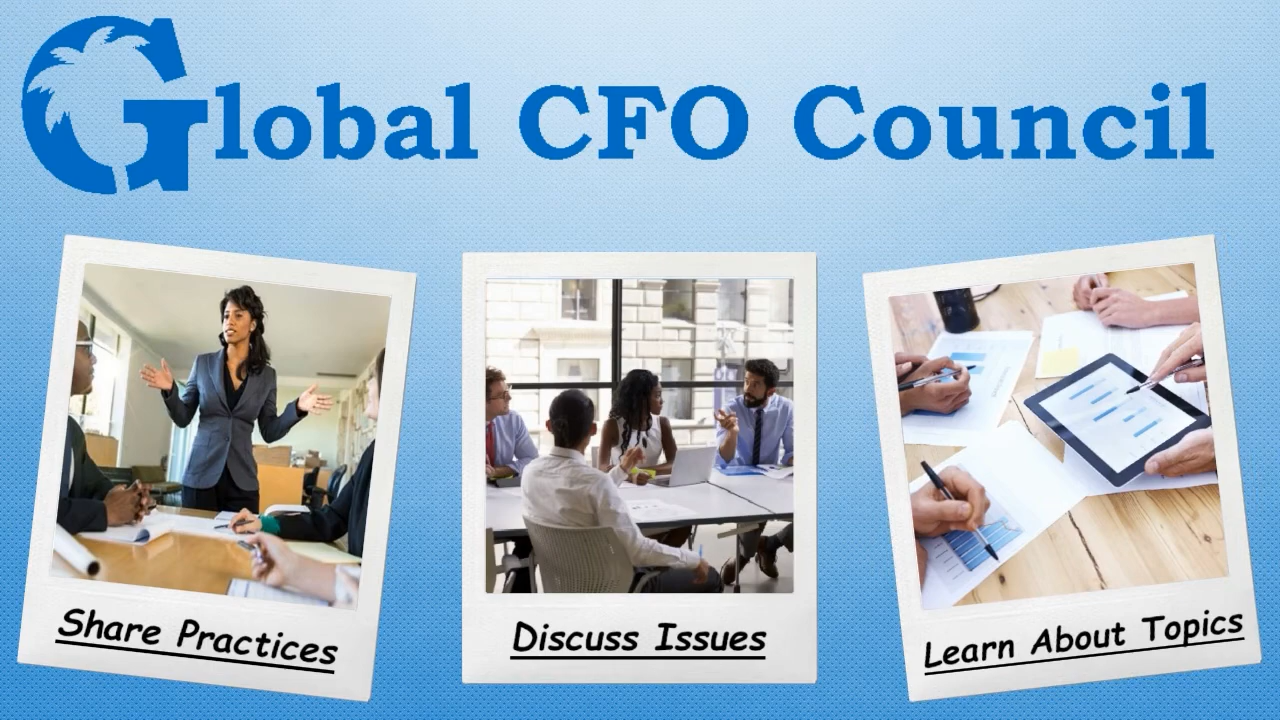 Global CFO Council
Share Practices
Discuss Issues
Learn About Topics